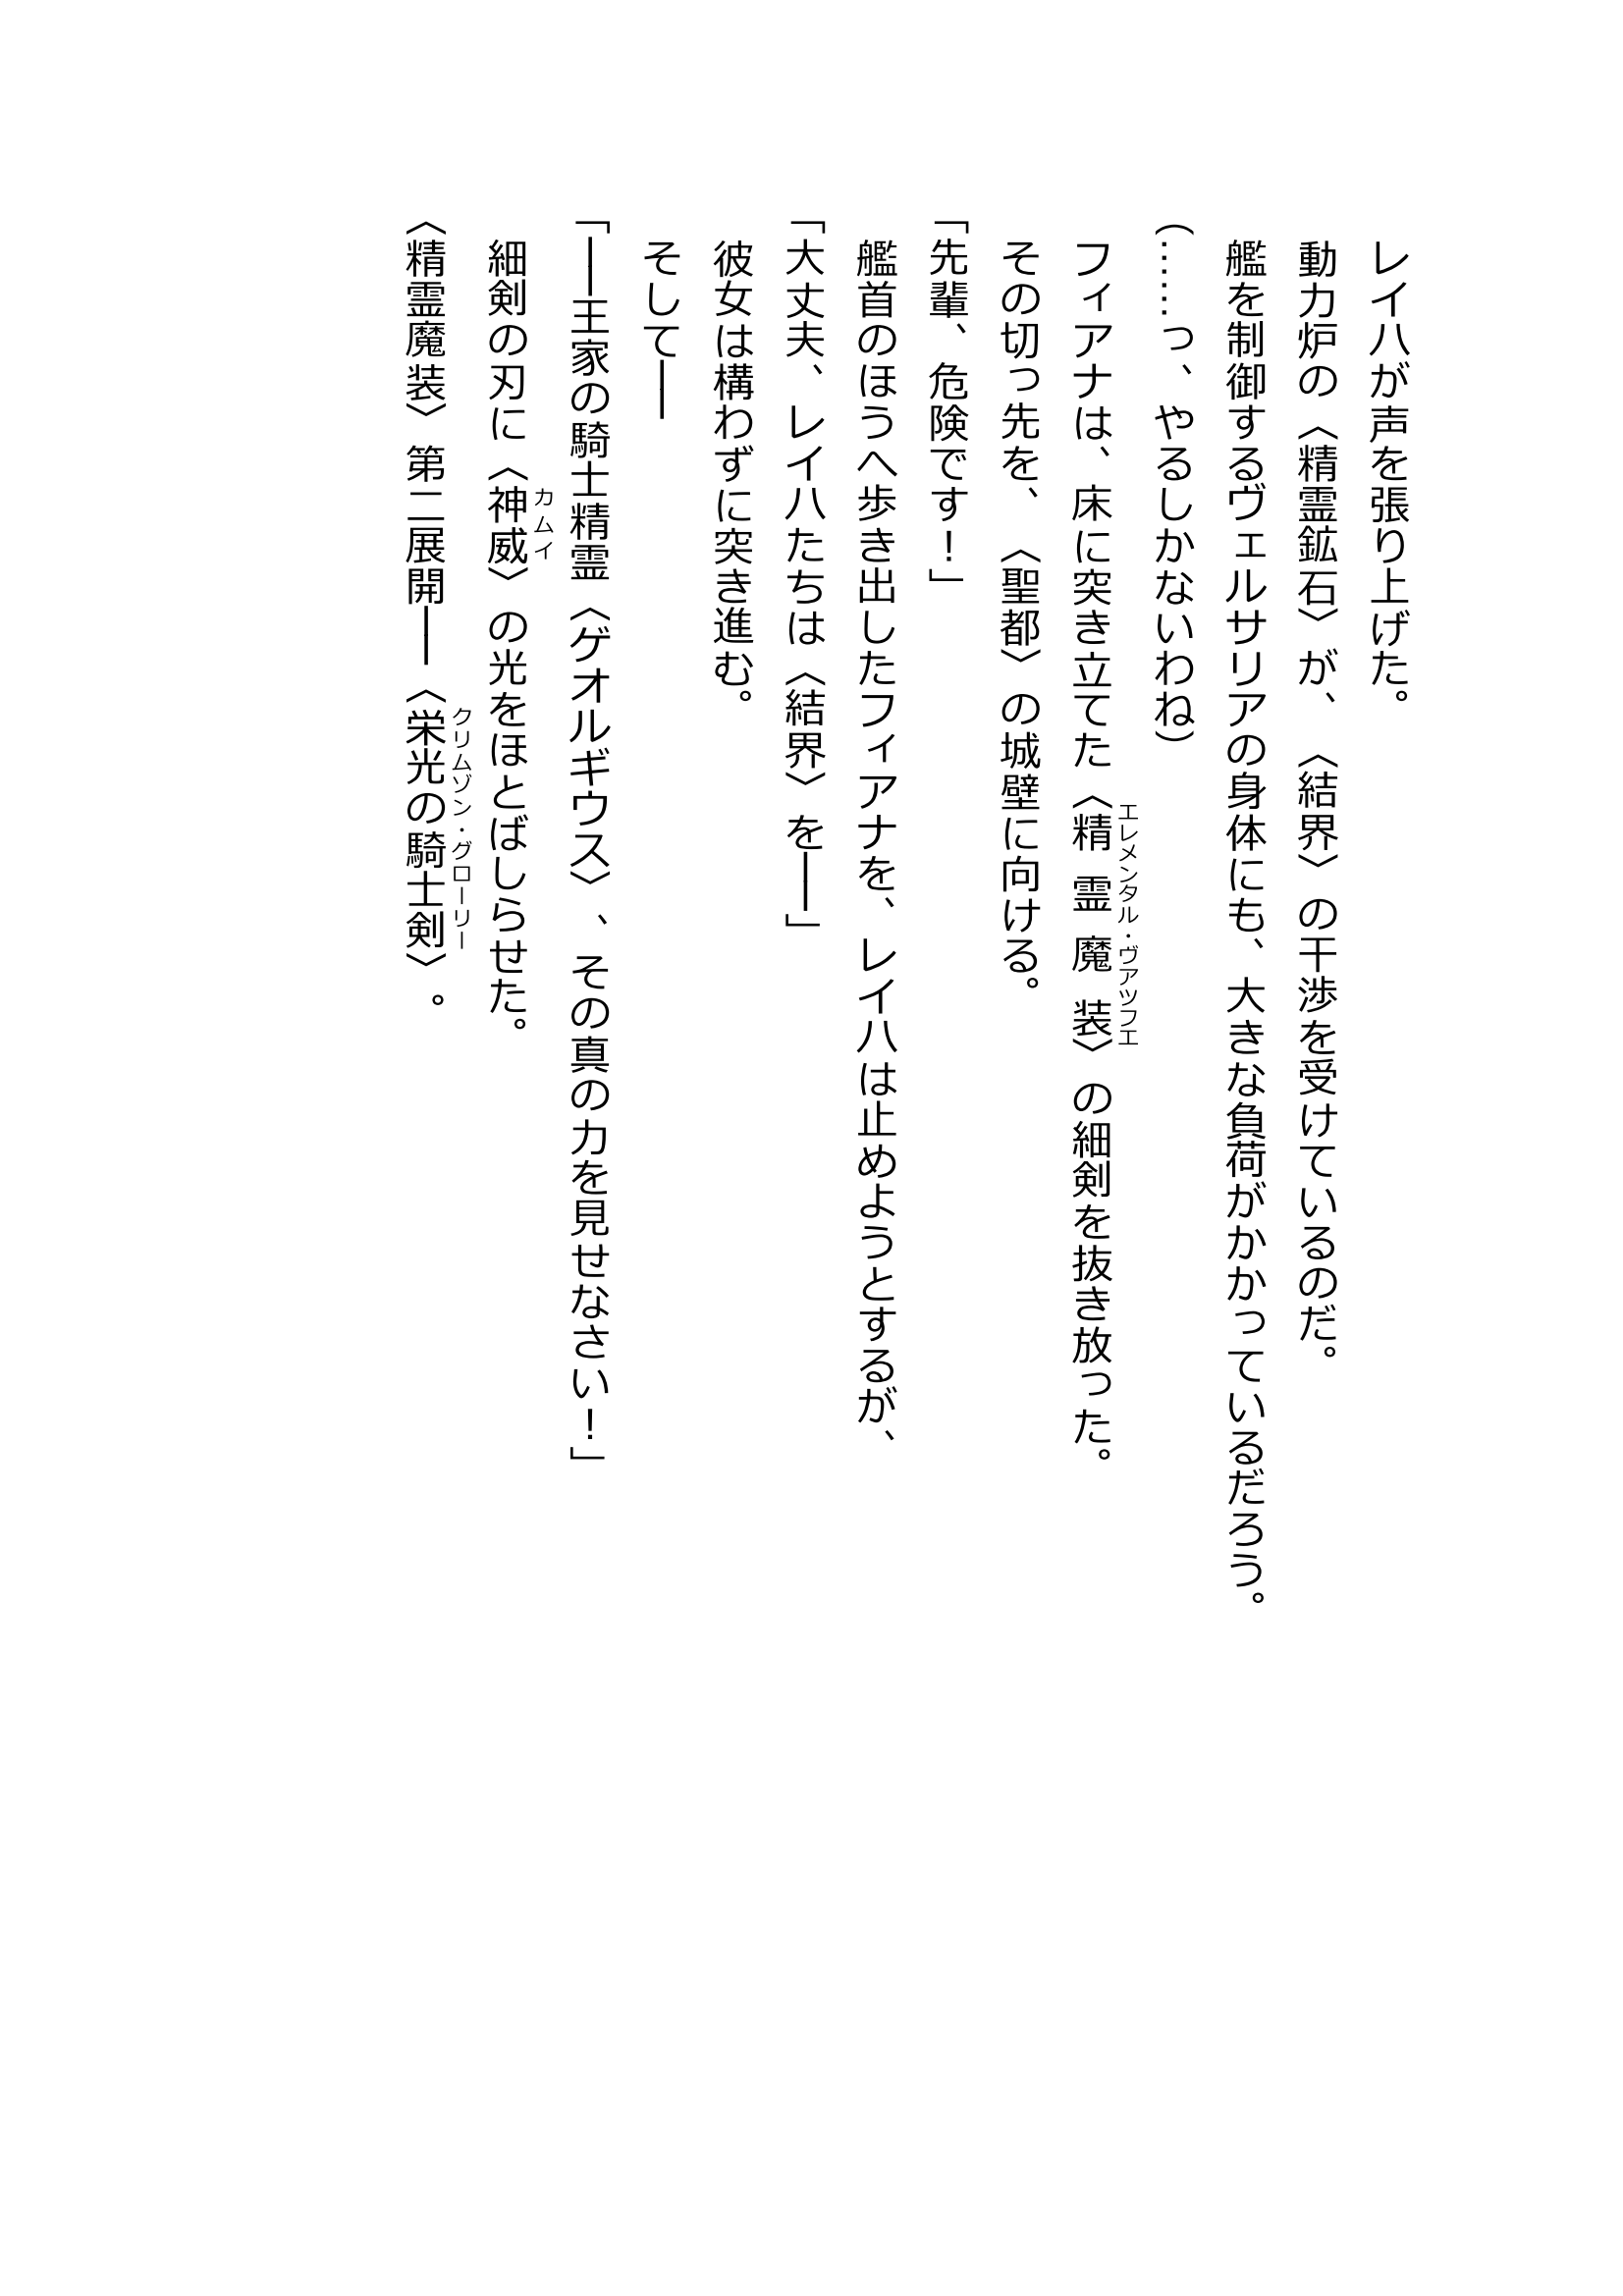 レイハが声を張り上げた。
動力炉の〈精霊鉱石〉が、〈結界〉の干渉を受けているのだ。
艦を制御するヴェルサリアの身体にも、大きな負荷がかかっているだろう。
(……っ、やるしかないわね)
フィアナは、床に突き立てた〈精霊魔装〉の細剣を抜き放った。
エレメンタル・ヴアツフエ
その切っ先を、〈聖都〉の城壁に向ける。
「先輩、危険です!」
艦首のほうへ歩き出したフィアナを、レイハは止めようとするが、
「大丈夫、レイハたちは〈結界〉を――」
彼女は構わずに突き進む。
そして――
「――王家の騎士精霊〈ゲオルギウス〉、その真の力を見せなさい!」
細剣の刃に〈神威〉の光をほとばしらせた。
カムイ
〈精霊魔装〉第二展開――〈栄光の騎士剣〉。
クリムゾン・グローリー